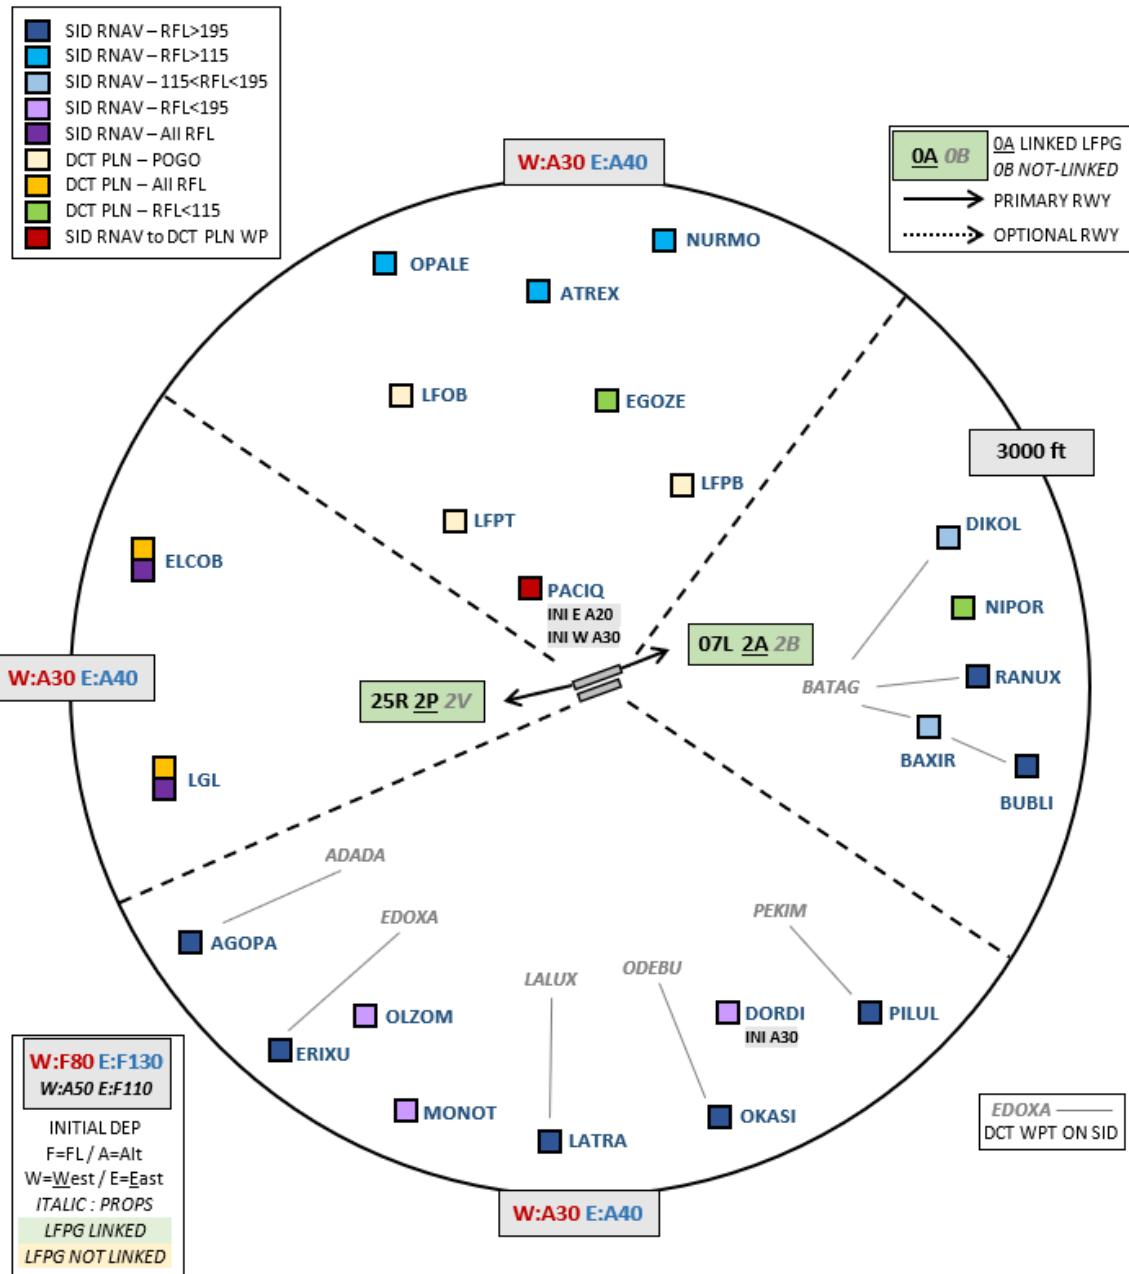 SID RNAV – RFL>195
SID RNAV – RFL>115
SID RNAV – 115<RFL<195
SID RNAV – RFL<195
SID RNAV – All RFL
DCT PLN – POGO
DCT PLN – All RFL
DCT PLN – RFL<115
SID RNAV to DCT PLN WP
W:A30 E:A40
0A 0B
0A LINKED LFPG
0B NOT-LINKED
PRIMARY RWY
OPTIONAL RWY
NURMO
OPALE
ATREX
LFOB
EGOZE
3000 ft
LFPB
LFPT
DIKOL
ELCOB
PACIQ
INI E A20
INI W A30
NIPOR
07L 2A 2B
W:A30 E:A40
RANUX
BATAG
25R 2P 2V
BAXIR
LGL
BUBLI
ADADA
EDOXA
PEKIM
AGOPA
LALUX
ODEBU
OLZOM
DORDI
INI A30
PILUL
ERIXU
MONOT
OKASI
LATRA
W:F80 E:F130
W:A50 E:F110
INITIAL DEP
F=FL / A=Alt
W=West / E=East
ITALIC : PROPS
LFPG LINKED
LFPG NOT LINKED
EDOXA
DCT WPT ON SID
W:A30 E:A40